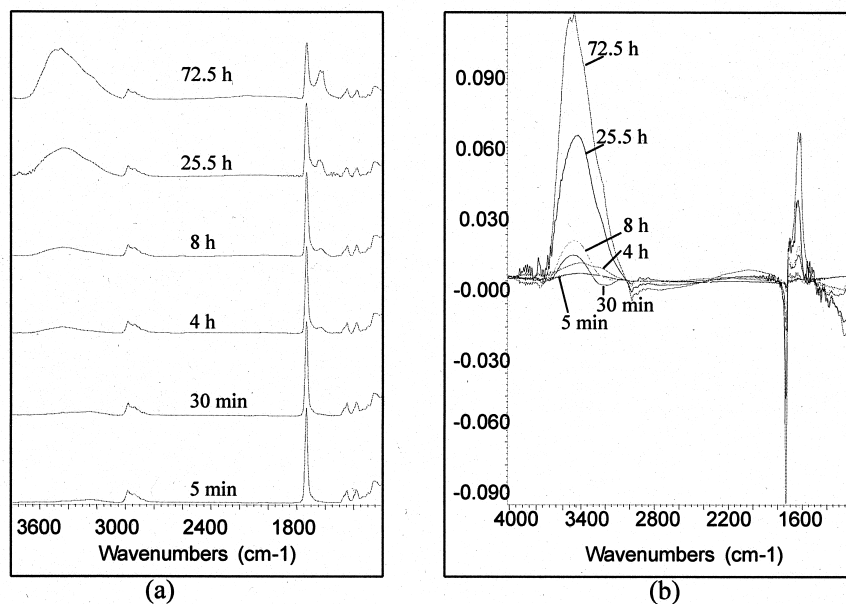 72.5 h
25.5 h
8 h
4 h
30 min
5 min
3600 3000 2400 1800
Wavenumbers (cm-1)
(a)
0.090
0.060
0.030
-0.000
-0.030
-0.060
-0.090
72.5 h
25.5 h
8 h
4 h
30 min
5 min
4000 3400 2800 2200 1600
Wavenumbers (cm-1)
(b)